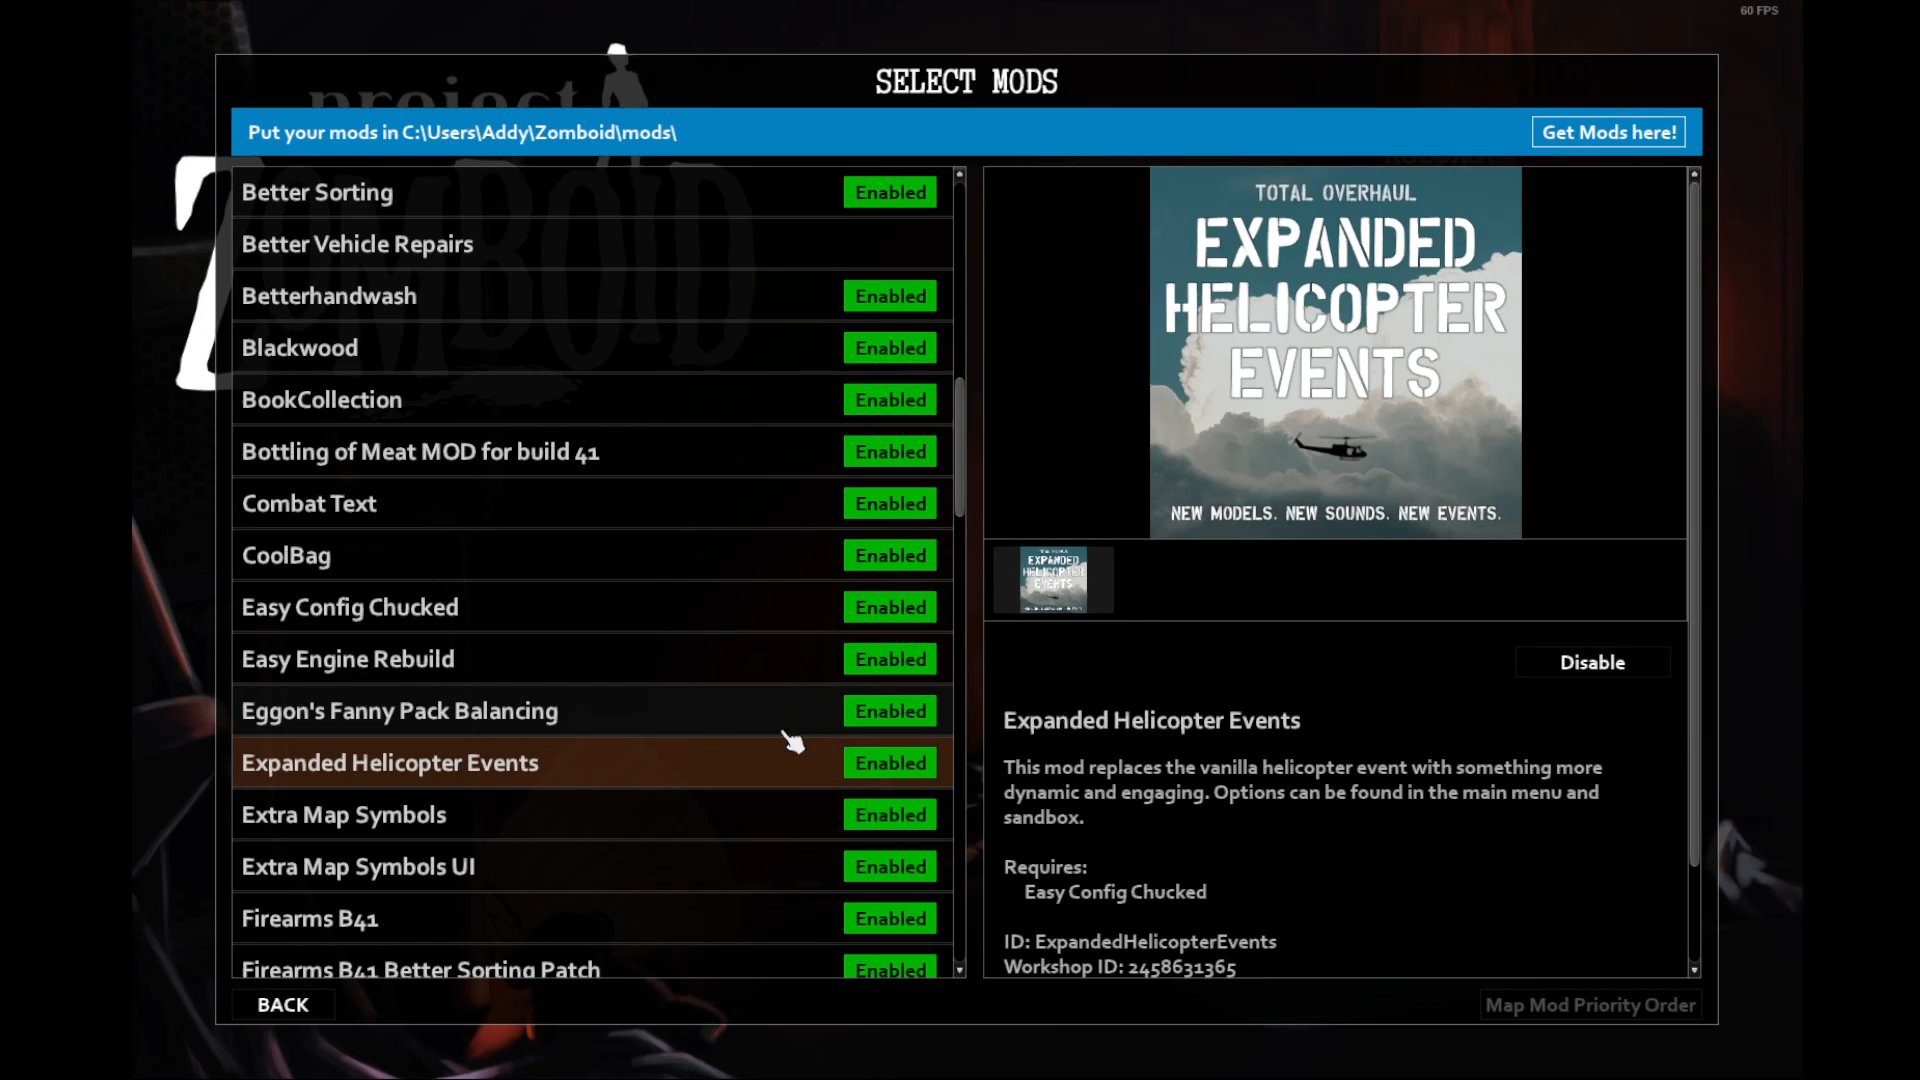 60 FPS
project
ZOMBOID
SELECT MODS
Put your mods in C:\Users\Addy\Zomboid\mods\
Get Mods here!
Better Sorting
Enabled
Better Vehicle Repairs
Betterhandwash
Enabled
Blackwood
Enabled
BookCollection
Enabled
Bottling of Meat MOD for build 41
Enabled
Combat Text
Enabled
CoolBag
Enabled
Easy Config Chucked
Enabled
Easy Engine Rebuild
Enabled
Eggon's Fanny Pack Balancing
Enabled
Expanded Helicopter Events
Enabled
Extra Map Symbols
Enabled
Extra Map Symbols UI
Enabled
Firearms B41
Enabled
Firearms B41 Better Sorting Patch
Enabled
BACK
TOTAL OVERHAUL
EXPANDED
HELICOPTER
EVENTS
NEW MODELS. NEW SOUNDS. NEW EVENTS.
EXPANDED
HELICOPTER
EVENTS
Disable
Expanded Helicopter Events
This mod replaces the vanilla helicopter event with something more
dynamic and engaging. Options can be found in the main menu and
sandbox.
Requires:
Easy Config Chucked
ID: ExpandedHelicopterEvents
Workshop ID: 2458631365
Map Mod Priority Order